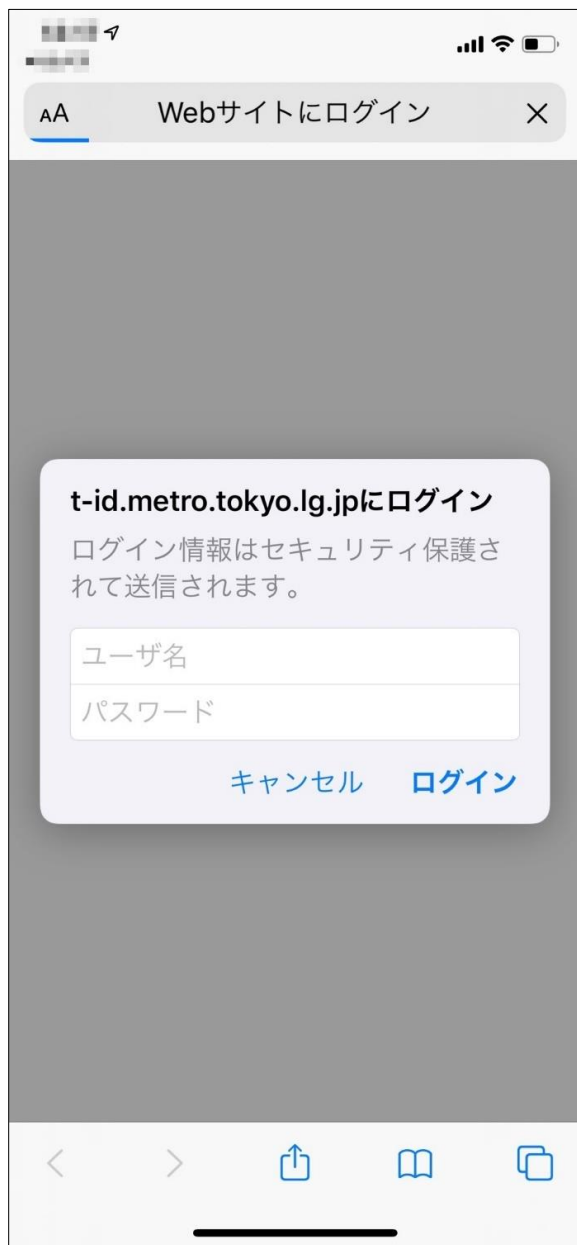 AA
Webサイトにログイン
t-id.metro.tokyo.lg.jpにログイン
ログイン情報はセキュリティ保護さ
れて送信されます。
ユーザ名
パスワード
キャンセル ログイン